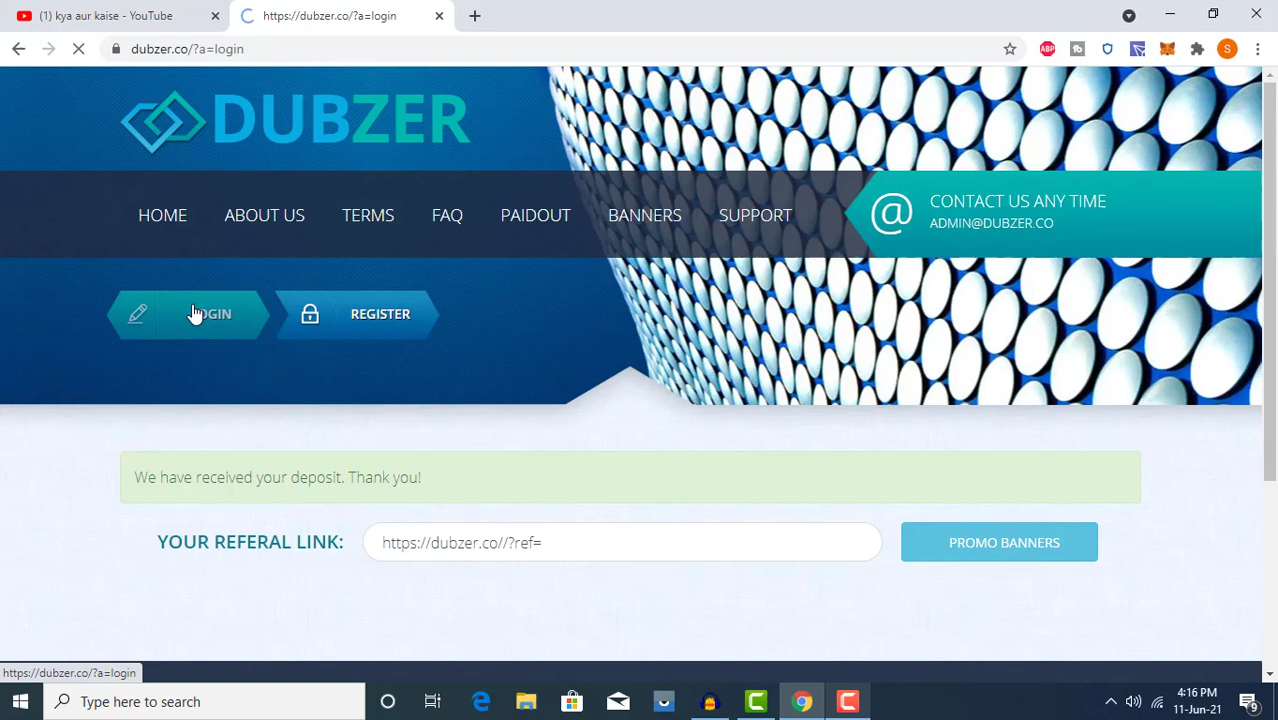 (1) kya aur kaise - YouTube
https://dubzer.co/?a=login
dubzer.co/?a=login
ABP
S
DUBZER
HOME
ABOUT US
TERMS
FAQ
PAIDOUT
BANNERS
SUPPORT
@
CONTACT US ANY TIME
ADMIN@DUBZER.CO
LOGIN
REGISTER
We have received your deposit. Thank you!
YOUR REFERAL LINK:
https://dubzer.co//?ref=
PROMO BANNERS
https://dubzer.co/?a=login
Type here to search
4:16 PM
11-Jun-21
9